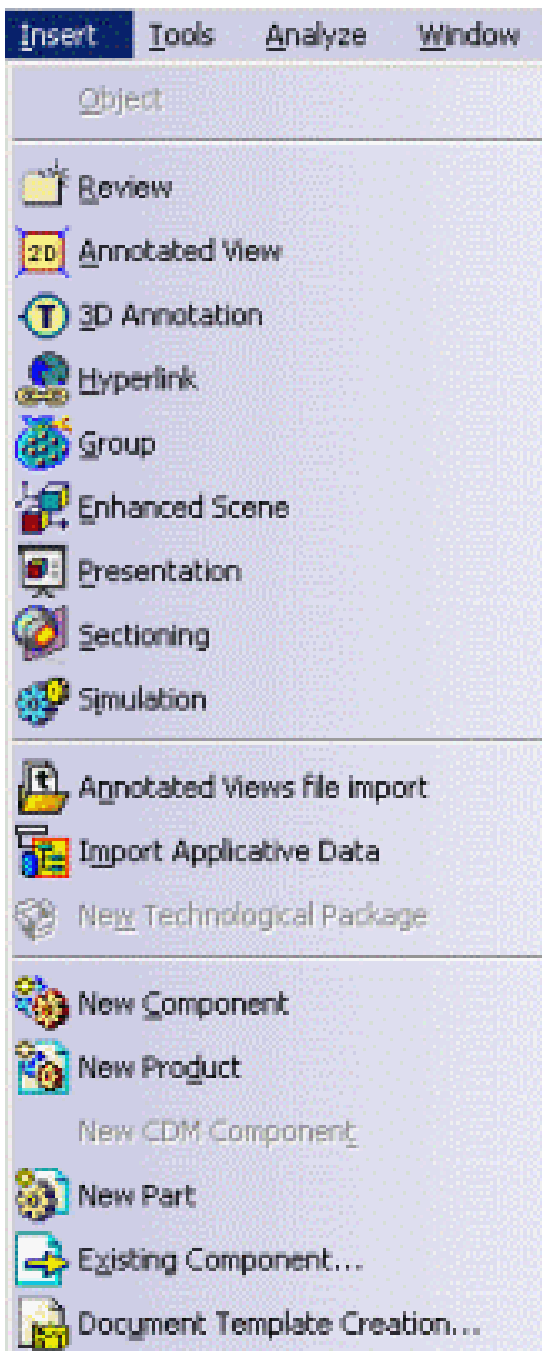 Insert Tools Analyze Window
Object
Review
2D Annotated View
T 3D Annotation
Hyperlink
Group
Enhanced Scene
Presentation
Sectioning
Simulation
t Annotated Views file import
Import Applicative Data
New Technological Package
New Component
New Product
New CDM Component
New Part
Existing Component...
Document Template Creation...